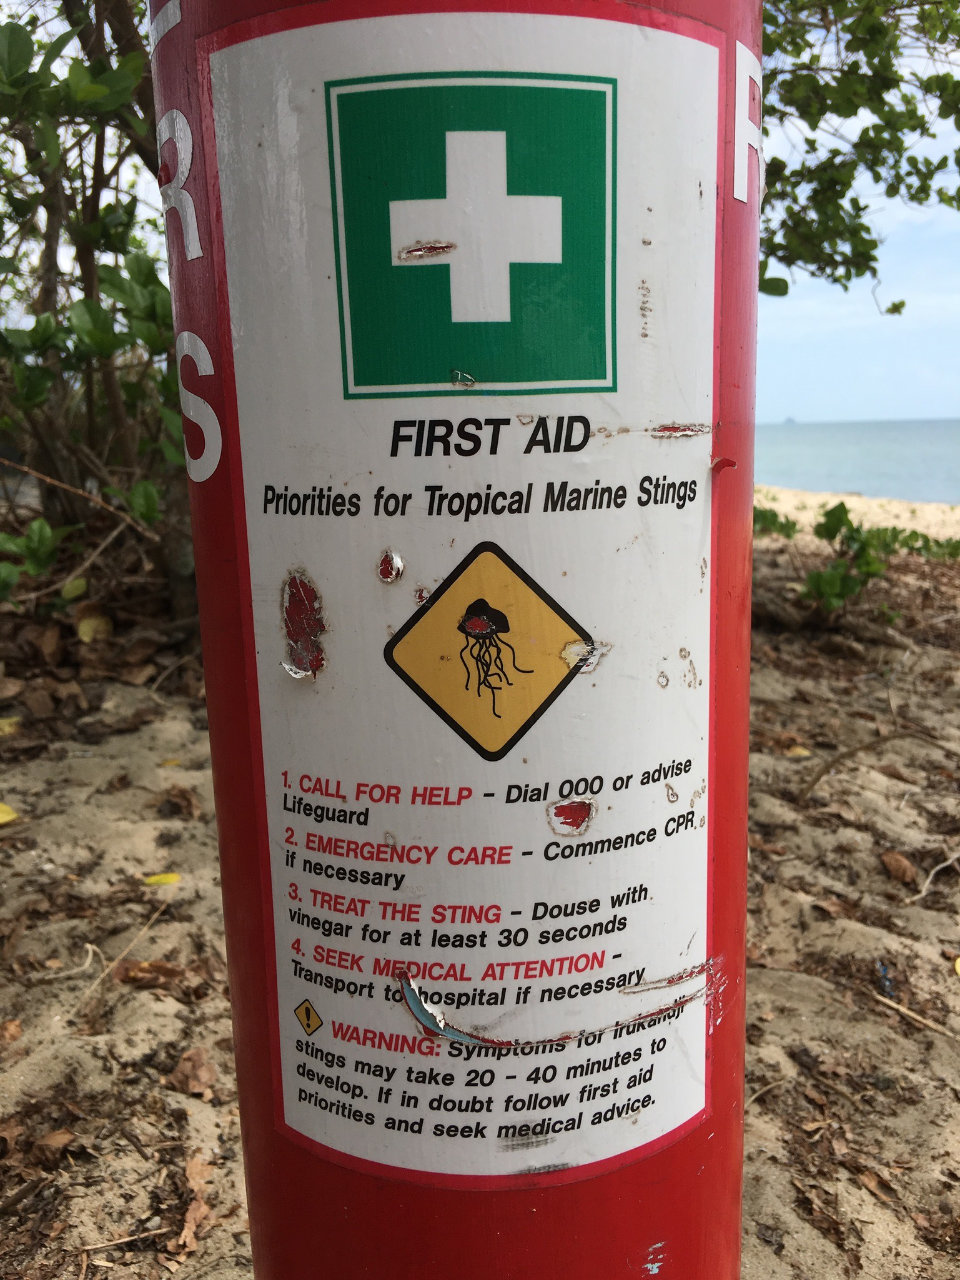 RS
FIRST AID
Priorities for Tropical Marine Stings
1. CALL FOR HELP – Dial 000 or advise
Lifeguard
2. EMERGENCY CARE – Commence CPR
if necessary
3. TREAT THE STING – Douse with
vinegar for at least 30 seconds
4. SEEK MEDICAL ATTENTION –
Transport to hospital if necessary
! WARNING: Symptoms for Irukandji
stings may take 20 – 40 minutes to
develop. If in doubt follow first aid
priorities and seek medical advice.